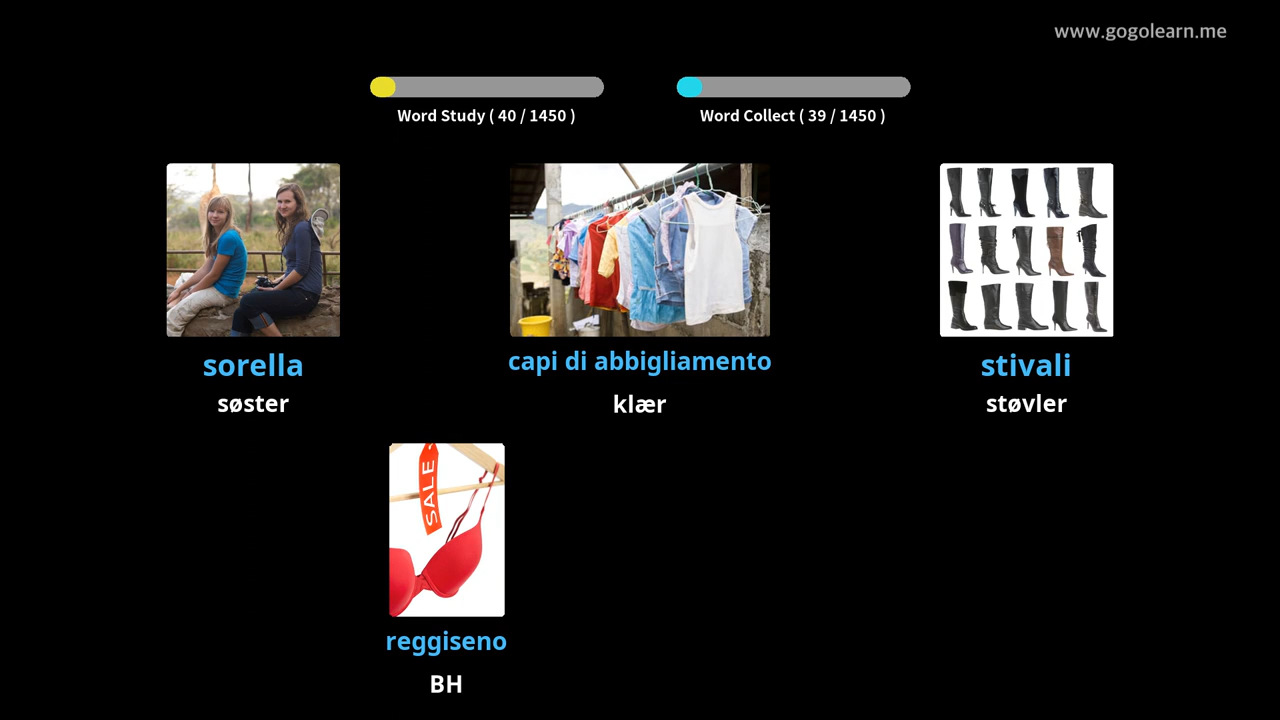 www.gogolearn.me
Word Study ( 40 / 1450 )
Word Collect ( 39 / 1450 )
sorella
søster
capi di abbigliamento
klær
stivali
støvler
SALE
reggiseno
BH